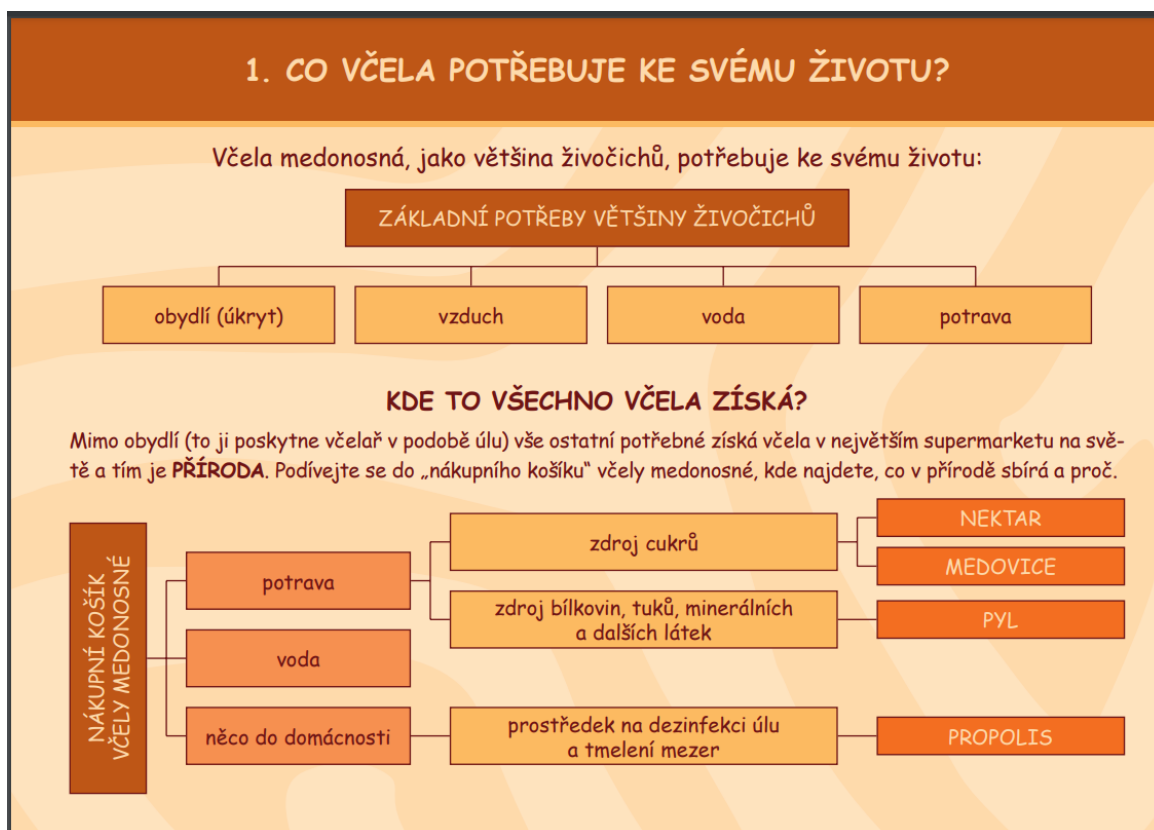 1. CO VČELA POTŘEBUJE KE SVÉMU ŽIVOTU?
Včela medonosná, jako většina živočichů, potřebuje ke svému životu:
ZÁKLADNÍ POTŘEBY VĚTŠINY ŽIVOČICHŮ
obydlí (úkryt)
vzduch
voda
potrava
KDE TO VŠECHNO VČELA ZÍSKÁ?
Mimo obydlí (to ji poskytne včelař v podobě úlu) vše ostatní potřebné získá včela v největším supermarketu na svě-
tě a tím je PŘÍRODA. Podívejte se do „nákupního košíku“ včely medonosné, kde najdete, co v přírodě sbírá a proč.
NÁKUPNÍ KOŠÍK
VČELY MEDONOSNÉ
potrava
zdroj cukrů
NEKTAR
MEDOVICE
zdroj bílkovin, tuků, minerálních
a dalších látek
PYL
voda
něco do domácnosti
prostředek na dezinfekci úlu
a tmelení mezer
PROPOLIS